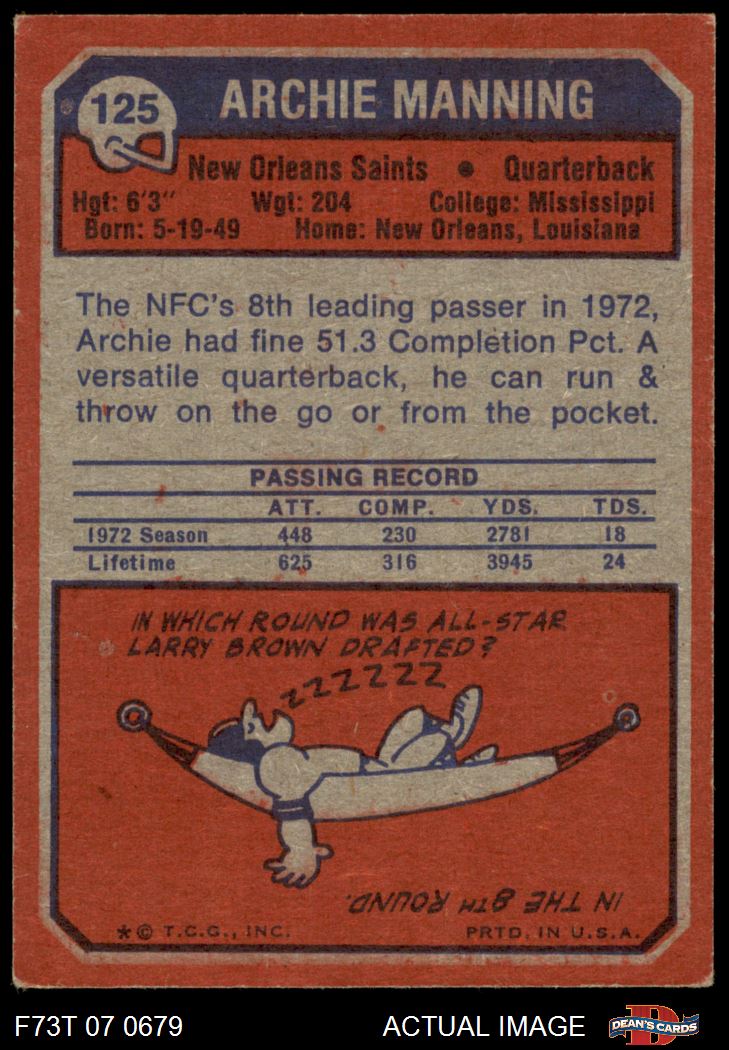 125
ARCHIE MANNING
New Orleans Saints • Quarterback
Hgt: 6'3" Wgt: 204 College: Mississippi
Born: 5-19-49 Home: New Orleans, Louisiana
The NFC's 8th leading passer in 1972,
Archie had fine 51.3 Completion Pct. A
versatile quarterback, he can run &
throw on the go or from the pocket.
PASSING RECORD
ATT. COMP. YDS. TDS.
1972 Season 448 230 2781 18
Lifetime 625 316 3945 24
IN WHICH ROUND WAS ALL-STAR
LARRY BROWN DRAFTED?
ZZZZZZZ
IN THE 8TH ROUND.
*© T.C.G., INC. PRTD. IN U.S.A.
F73T 07 0679 ACTUAL IMAGE D DEAN'S CARDS